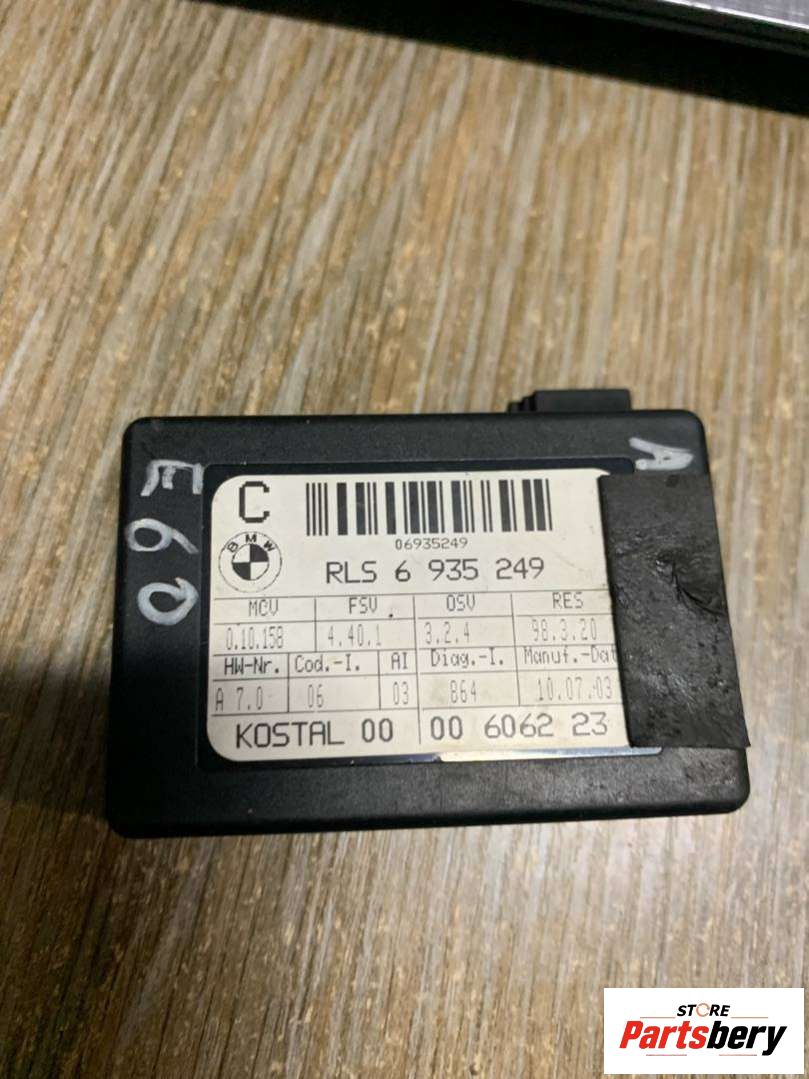 E60
A
C
06935249
BMW
RLS 6 935 249
MCV FSV OSV RES
0.10.158 4.40.1 3.2.4 98.3.20
HW-Nr. Cod.-I. AI Diag.-I. Manuf.-Dat
A 7.0 06 03 864 10.07.03
KOSTAL 00 00 6062 23
STORE
Partsbery